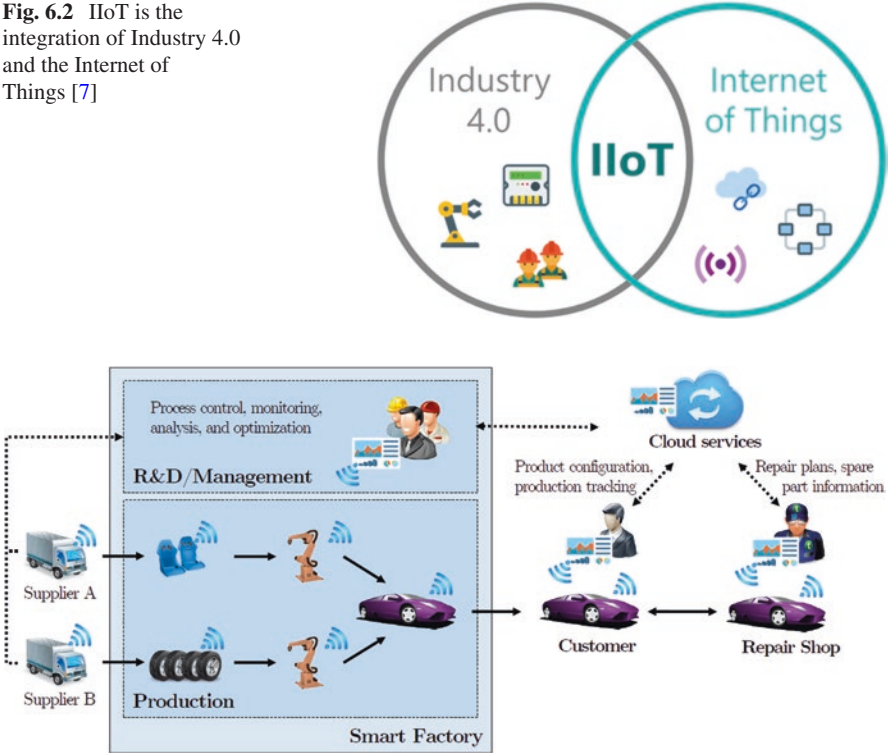 Fig. 6.2 IIoT is the
integration of Industry 4.0
and the Internet of
Things [7]
Industry
4.0
IIoT
Internet
of Things
Process control, monitoring,
analysis, and optimization
R&D/Management
Cloud services
Product configuration,
production tracking
Repair plans, spare
part information
Supplier A
Supplier B
Production
Customer
Repair Shop
Smart Factory